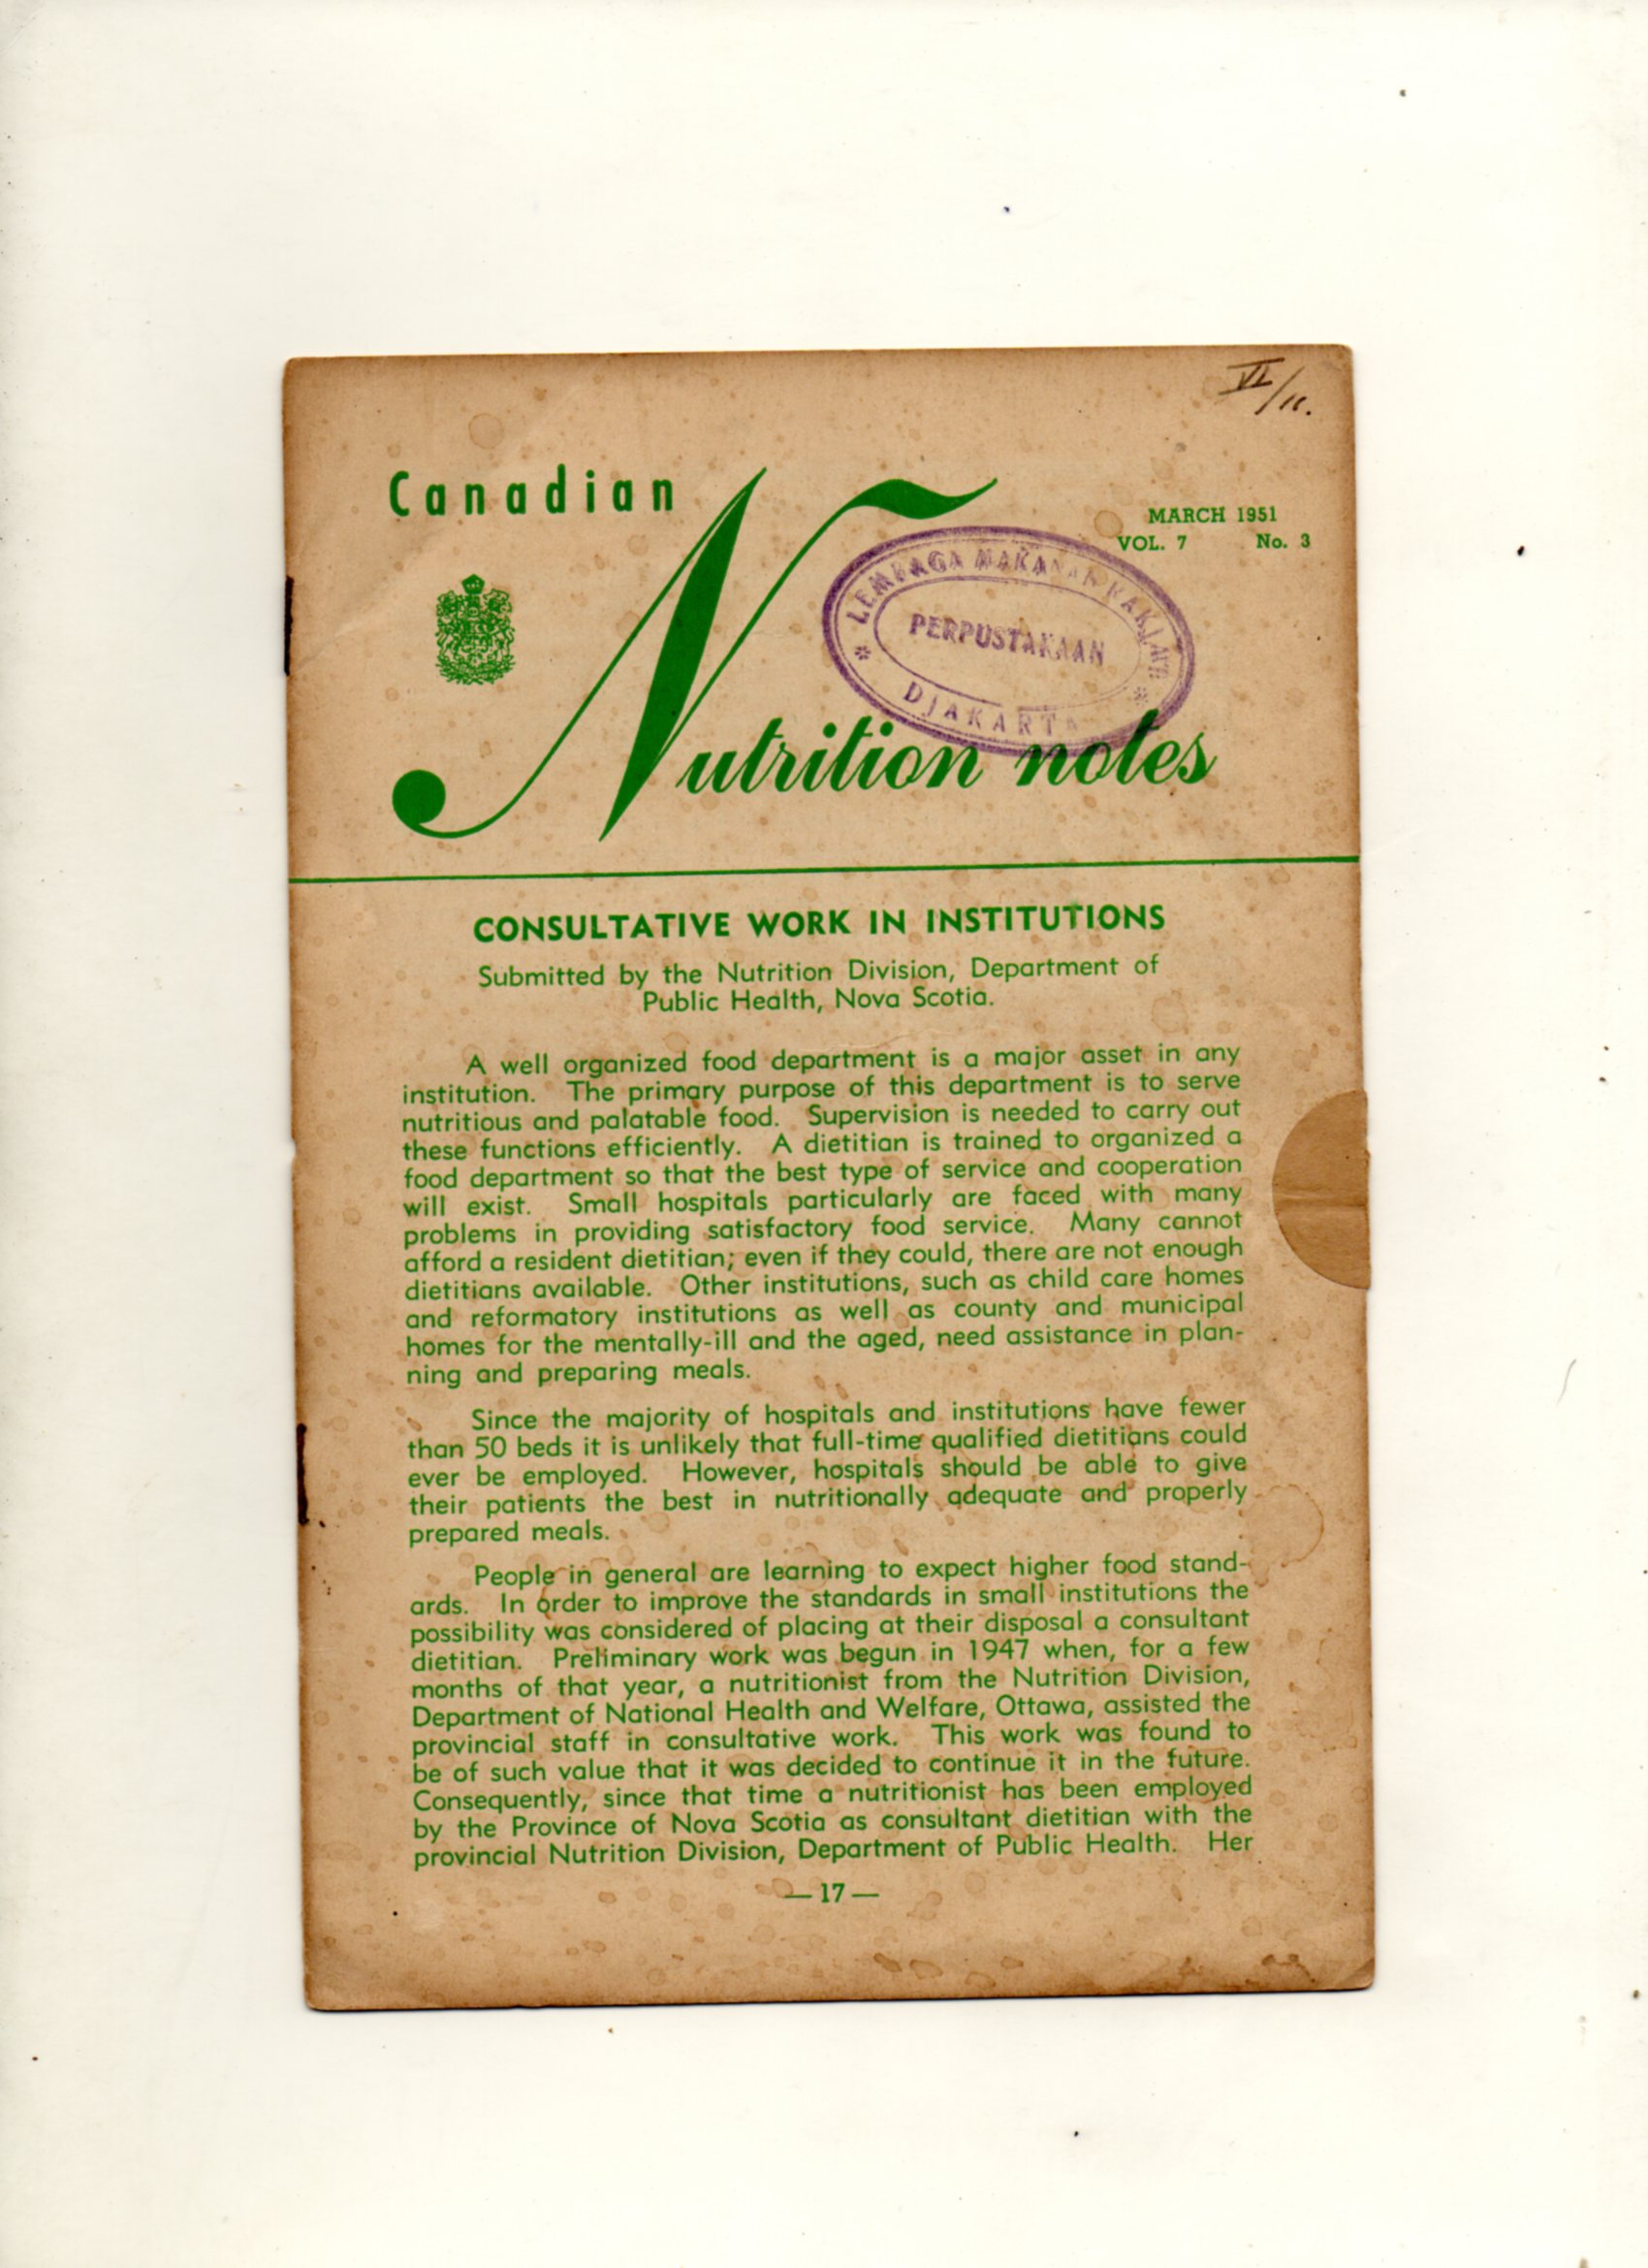 VI/11.
Canadian
MARCH 1951
VOL. 7 No. 3
LEMBAGA MAKANAN RAKJAT
PERPUSTAKAAN
DJAKARTA
Nutrition notes
CONSULTATIVE WORK IN INSTITUTIONS
Submitted by the Nutrition Division, Department of
Public Health, Nova Scotia.
A well organized food department is a major asset in any
institution. The primary purpose of this department is to serve
nutritious and palatable food. Supervision is needed to carry out
these functions efficiently. A dietitian is trained to organized a
food department so that the best type of service and cooperation
will exist. Small hospitals particularly are faced with many
problems in providing satisfactory food service. Many cannot
afford a resident dietitian; even if they could, there are not enough
dietitians available. Other institutions, such as child care homes
and reformatory institutions as well as county and municipal
homes for the mentally-ill and the aged, need assistance in plan-
ning and preparing meals.
Since the majority of hospitals and institutions have fewer
than 50 beds it is unlikely that full-time qualified dietitians could
ever be employed. However, hospitals should be able to give
their patients the best in nutritionally adequate and properly
prepared meals.
People in general are learning to expect higher food stand-
ards. In order to improve the standards in small institutions the
possibility was considered of placing at their disposal a consultant
dietitian. Preliminary work was begun in 1947 when, for a few
months of that year, a nutritionist from the Nutrition Division,
Department of National Health and Welfare, Ottawa, assisted the
provincial staff in consultative work. This work was found to
be of such value that it was decided to continue it in the future.
Consequently, since that time a nutritionist has been employed
by the Province of Nova Scotia as consultant dietitian with the
provincial Nutrition Division, Department of Public Health. Her
— 17 —